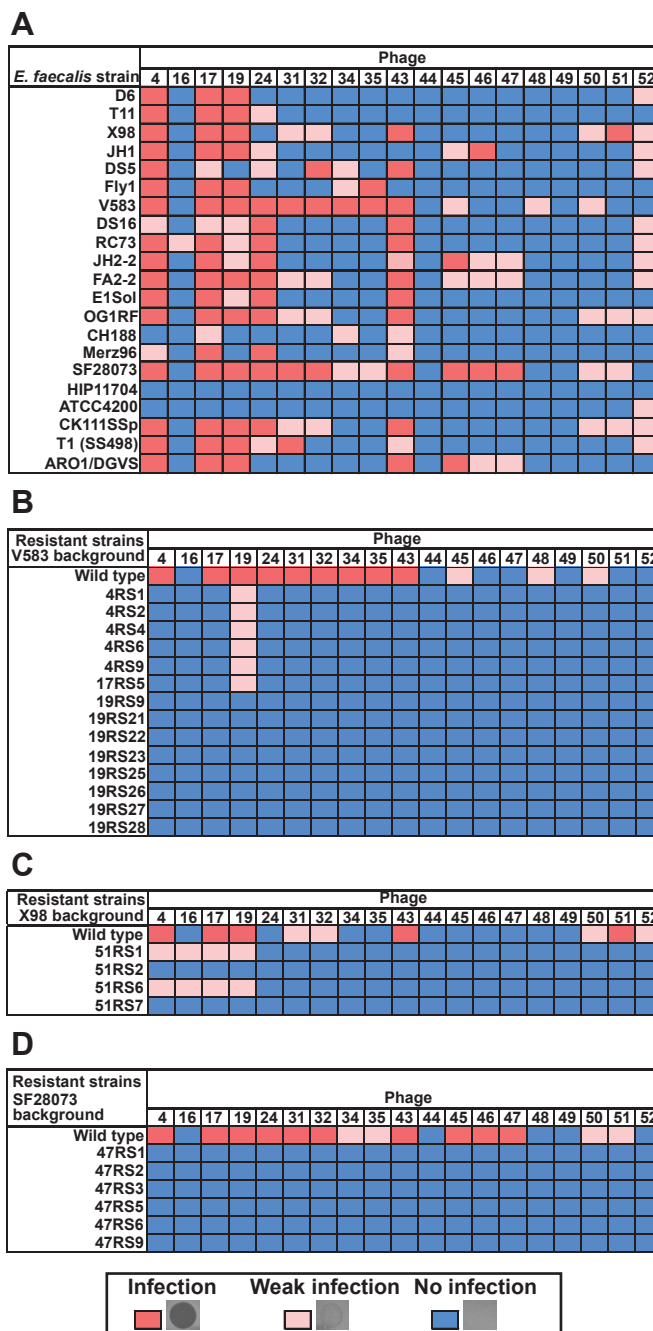 A
Phage
E. faecalis strain 4 16 17 19 24 31 32 34 35 43 44 45 46 47 48 49 50 51 52
D6
T11
X98
JH1
DS5
Fly1
V583
DS16
RC73
JH2-2
FA2-2
E1Sol
OG1RF
CH188
Merz96
SF28073
HIP11704
ATCC4200
CK111SSp
T1 (SS498)
ARO1/DGVS
B
Resistant strains Phage
V583 background 4 16 17 19 24 31 32 34 35 43 44 45 46 47 48 49 50 51 52
Wild type
4RS1
4RS2
4RS4
4RS6
4RS9
17RS5
19RS9
19RS21
19RS22
19RS23
19RS25
19RS26
19RS27
19RS28
C
Resistant strains Phage
X98 background 4 16 17 19 24 31 32 34 35 43 44 45 46 47 48 49 50 51 52
Wild type
51RS1
51RS2
51RS6
51RS7
D
Resistant strains
SF28073 Phage
background 4 16 17 19 24 31 32 34 35 43 44 45 46 47 48 49 50 51 52
Wild type
47RS1
47RS2
47RS3
47RS5
47RS6
47RS9
Infection Weak infection No infection